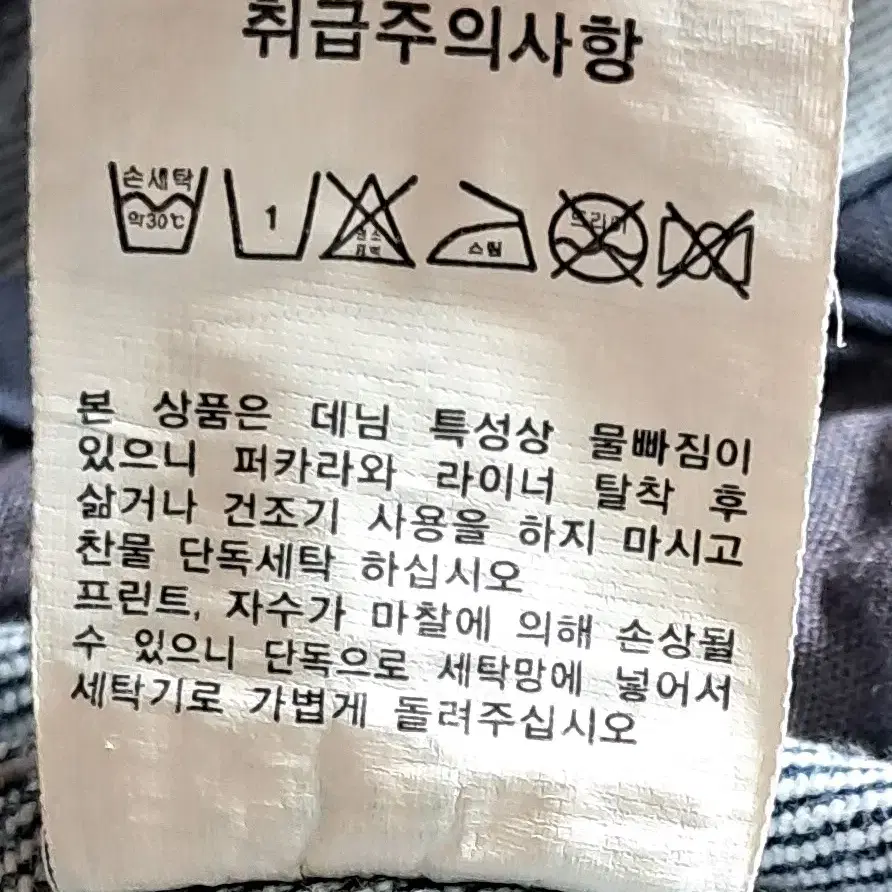 취급주의사항
손세탁
약30℃
1
스팀
드라이
본 상품은 데님 특성상 물빠짐이
있으니 퍼카라와 라이너 탈착 후
삶거나 건조기 사용을 하지 마시고
찬물 단독세탁 하십시오
프린트, 자수가 마찰에 의해 손상될
수 있으니 단독으로 세탁망에 넣어서
세탁기로 가볍게 돌려주십시오